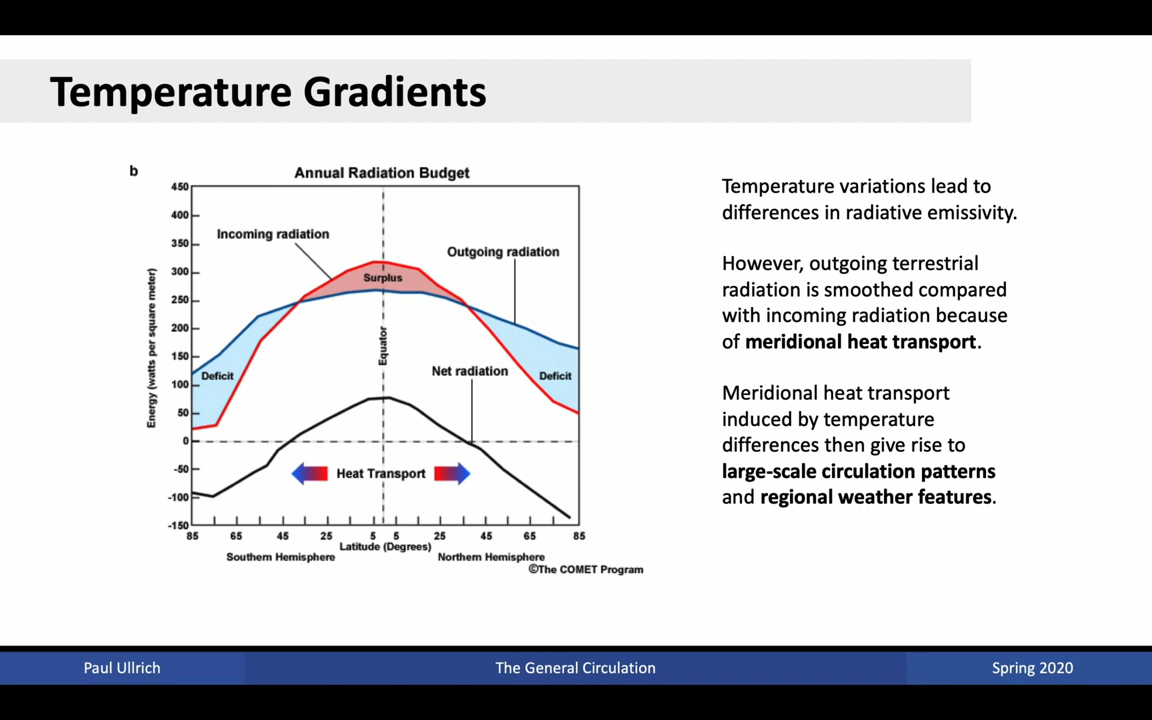 Temperature Gradients
b
Annual Radiation Budget
450
400
350
300
250
200
150
100
50
0
-50
-100
-150
Energy (watts per square meter)
Incoming radiation
Outgoing radiation
Surplus
Equator
Deficit
Deficit
Net radiation
Heat Transport
85 65 45 25 5 5 25 45 65 85
Latitude (Degrees)
Southern Hemisphere Northern Hemisphere
©The COMET Program
Temperature variations lead to
differences in radiative emissivity.
However, outgoing terrestrial
radiation is smoothed compared
with incoming radiation because
of meridional heat transport.
Meridional heat transport
induced by temperature
differences then give rise to
large-scale circulation patterns
and regional weather features.
Paul Ullrich
The General Circulation
Spring 2020